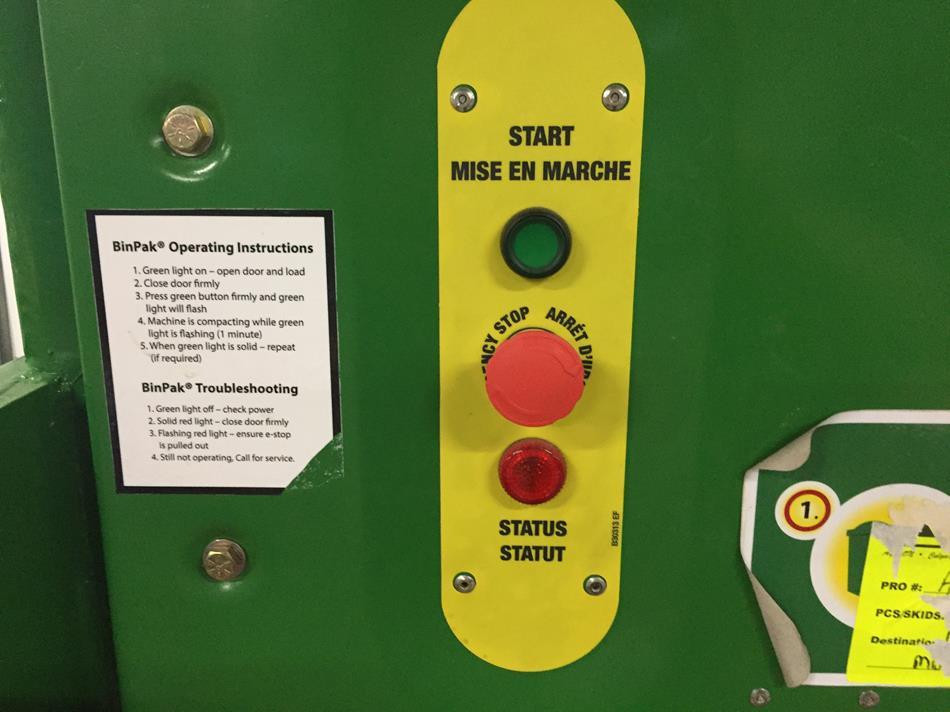 START
MISE EN MARCHE
BinPak® Operating Instructions
1. Green light on – open door and load
2. Close door firmly
3. Press green button firmly and green
light will flash
4. Machine is compacting while green
light is flashing (1 minute)
5. When green light is solid – repeat
(if required)
BinPak® Troubleshooting
1. Green light off – check power
2. Solid red light – close door firmly
3. Flashing red light – ensure e-stop
is pulled out
4. Still not operating, Call for service.
STOP ARRÉT
STATUS
STATUT
B30313 EF
1.
PRO #:
PCS/SKIDS